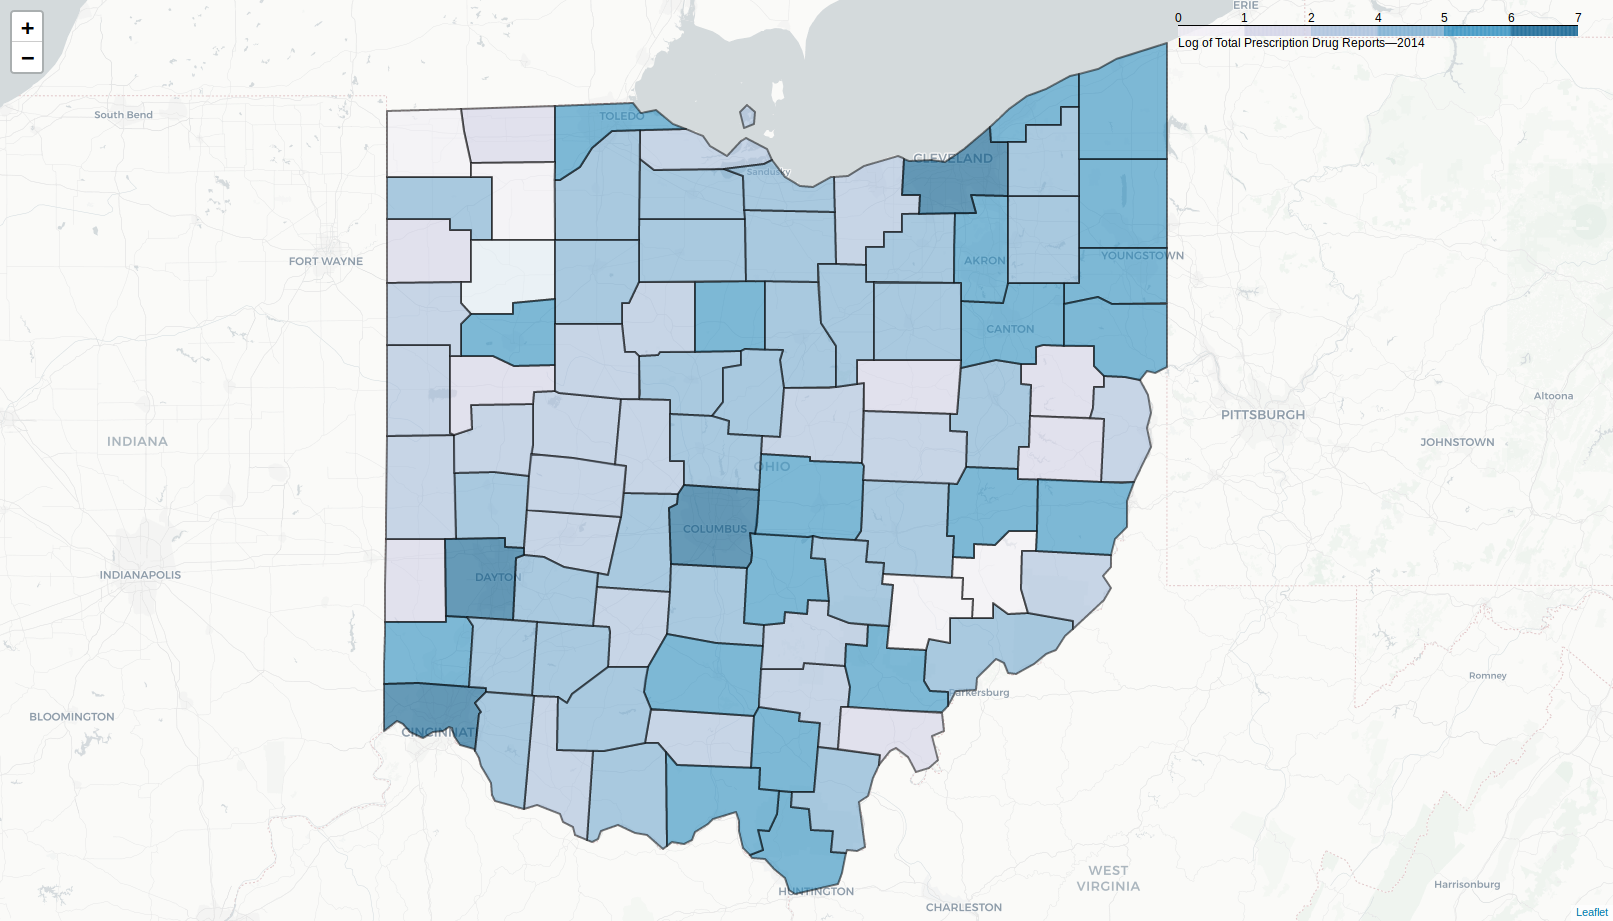 +
−
ERIE
0 1 2 4 5 6 7
Log of Total Prescription Drug Reports—2014
South Bend
TOLEDO
CLEVELAND
Sandusky
FORT WAYNE
AKRON
YOUNGSTOWN
CANTON
PITTSBURGH
Altoona
INDIANA
JOHNSTOWN
OHIO
COLUMBUS
INDIANAPOLIS
DAYTON
Romney
Parkersburg
BLOOMINGTON
CINCINNATI
WEST
VIRGINIA
Harrisonburg
HUNTINGTON
CHARLESTON
Leaflet